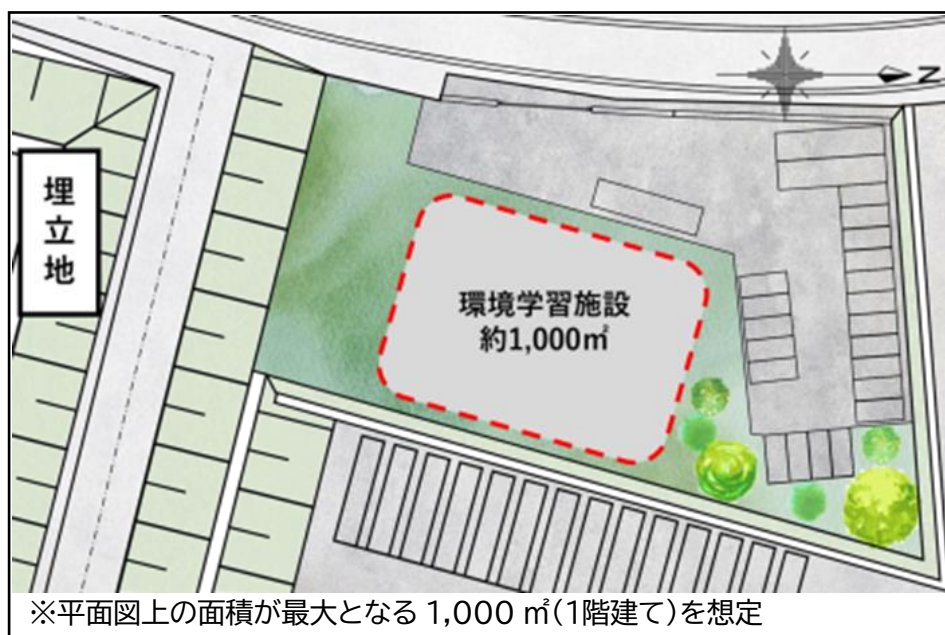 N
埋立地
環境学習施設
約1,000㎡
※平面図上の面積が最大となる 1,000 ㎡(1階建て)を想定